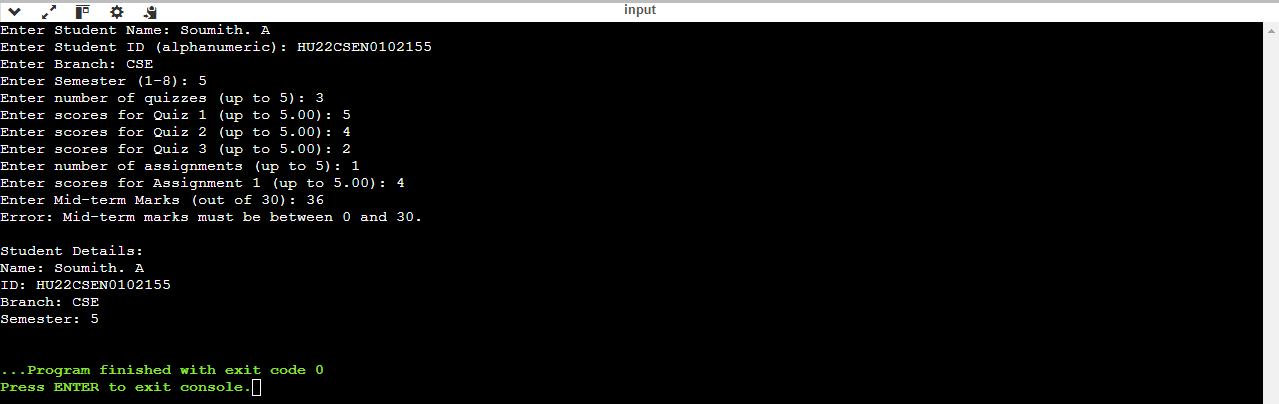 input
Enter Student Name: Soumith. A
Enter Student ID (alphanumeric): HU22CSEN0102155
Enter Branch: CSE
Enter Semester (1-8): 5
Enter number of quizzes (up to 5): 3
Enter scores for Quiz 1 (up to 5.00): 5
Enter scores for Quiz 2 (up to 5.00): 4
Enter scores for Quiz 3 (up to 5.00): 2
Enter number of assignments (up to 5): 1
Enter scores for Assignment 1 (up to 5.00): 4
Enter Mid-term Marks (out of 30): 36
Error: Mid-term marks must be between 0 and 30.
Student Details:
Name: Soumith. A
ID: HU22CSEN0102155
Branch: CSE
Semester: 5
...Program finished with exit code 0
Press ENTER to exit console.